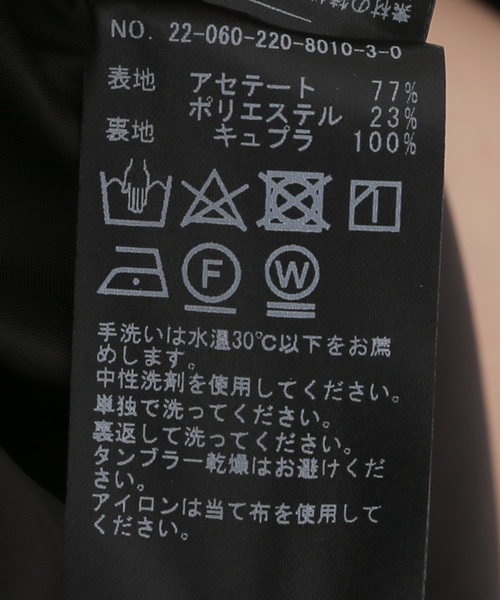 素材の特
NO. 22-060-220-8010-3-0
表地 アセテート 77%
ポリエステル 23%
裏地 キュプラ 100%
F W
手洗いは水温30℃以下をお薦
めします。
中性洗剤を使用してください。
単独で洗ってください。
裏返して洗ってください。
タンブラー乾燥はお避けくだ
さい。
アイロンは当て布を使用して
ください。